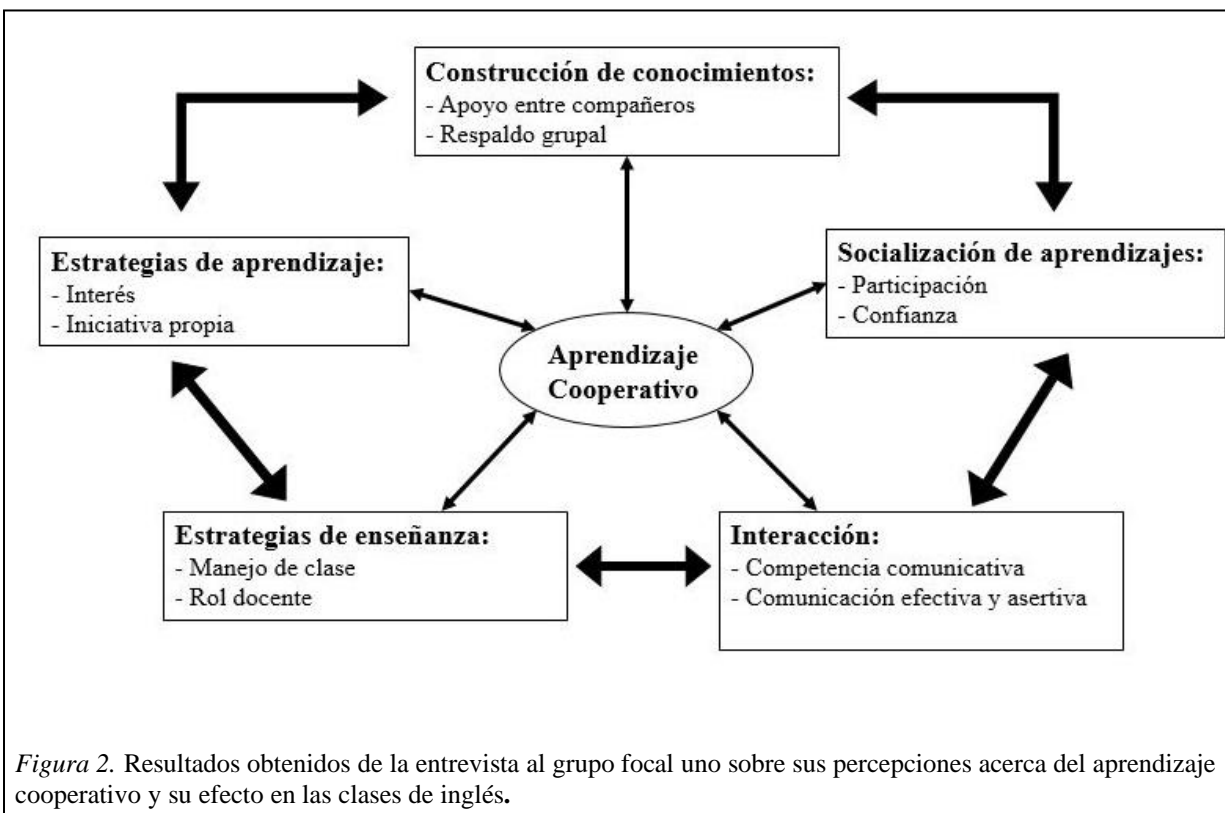 Construcción de conocimientos:
- Apoyo entre compañeros
- Respaldo grupal
Estrategias de aprendizaje:
- Interés
- Iniciativa propia
Socialización de aprendizajes:
- Participación
- Confianza
Aprendizaje
Cooperativo
Estrategias de enseñanza:
- Manejo de clase
- Rol docente
Interacción:
- Competencia comunicativa
- Comunicación efectiva y asertiva
Figura 2. Resultados obtenidos de la entrevista al grupo focal uno sobre sus percepciones acerca del aprendizaje
cooperativo y su efecto en las clases de inglés.